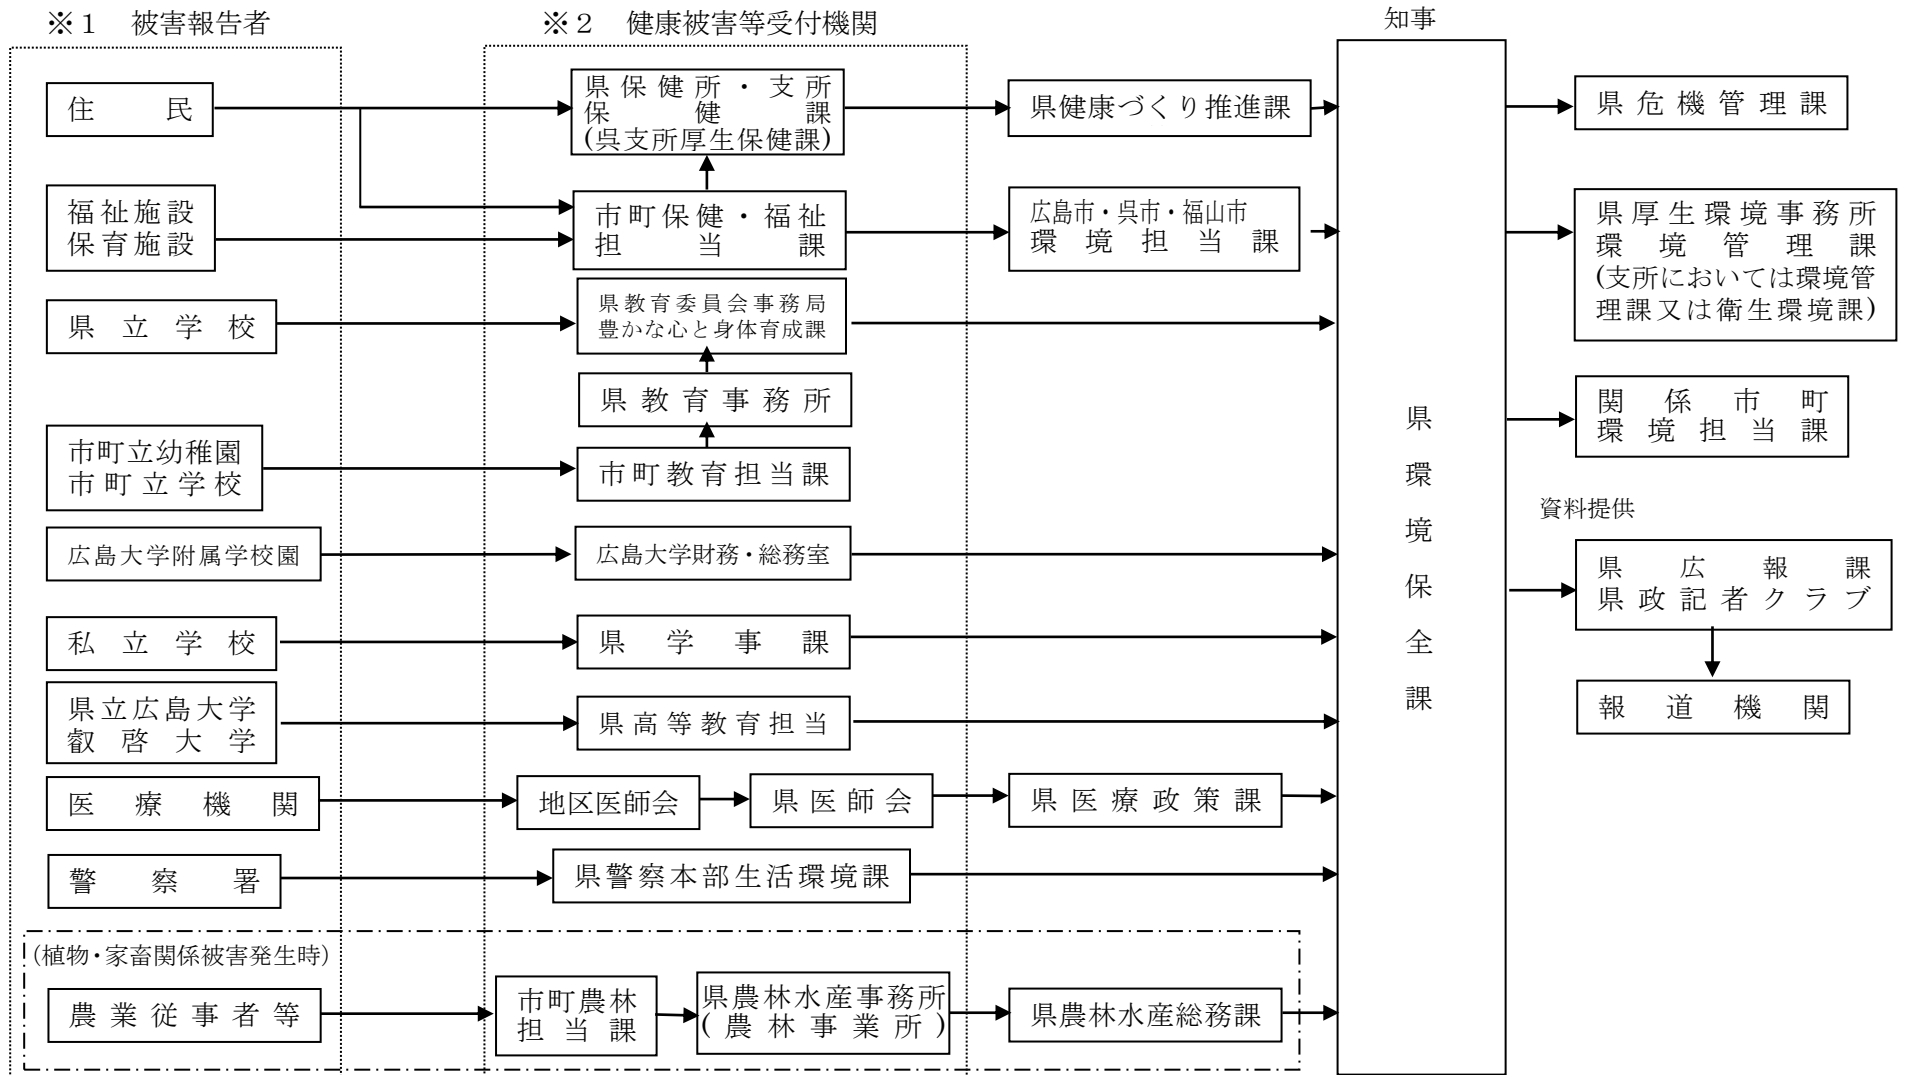 ※1 被害報告者
※2 健康被害等受付機関
知事
住民
県保健所・支所
保健課
(呉支所厚生保健課)
県健康づくり推進課
県危機管理課
福祉施設
保育施設
市町保健・福祉
担当課
広島市・呉市・福山市
環境担当課
県厚生環境事務所
環境管理課
(支所においては環境管
理課又は衛生環境課)
県立学校
県教育委員会事務局
豊かな心と身体育成課
県教育事務所
関係市町
環境担当課
市町立幼稚園
市町立学校
市町教育担当課
県環境保全課
資料提供
広島大学附属学校園
広島大学財務・総務室
県広報課
県政記者クラブ
私立学校
県学事課
県立広島大学
叡啓大学
県高等教育担当
報道機関
医療機関
地区医師会
県医師会
県医療政策課
警察署
県警察本部生活環境課
(植物・家畜関係被害発生時)
農業従事者等
市町農林
担当課
県農林水産事務所
(農林事業所)
県農林水産総務課